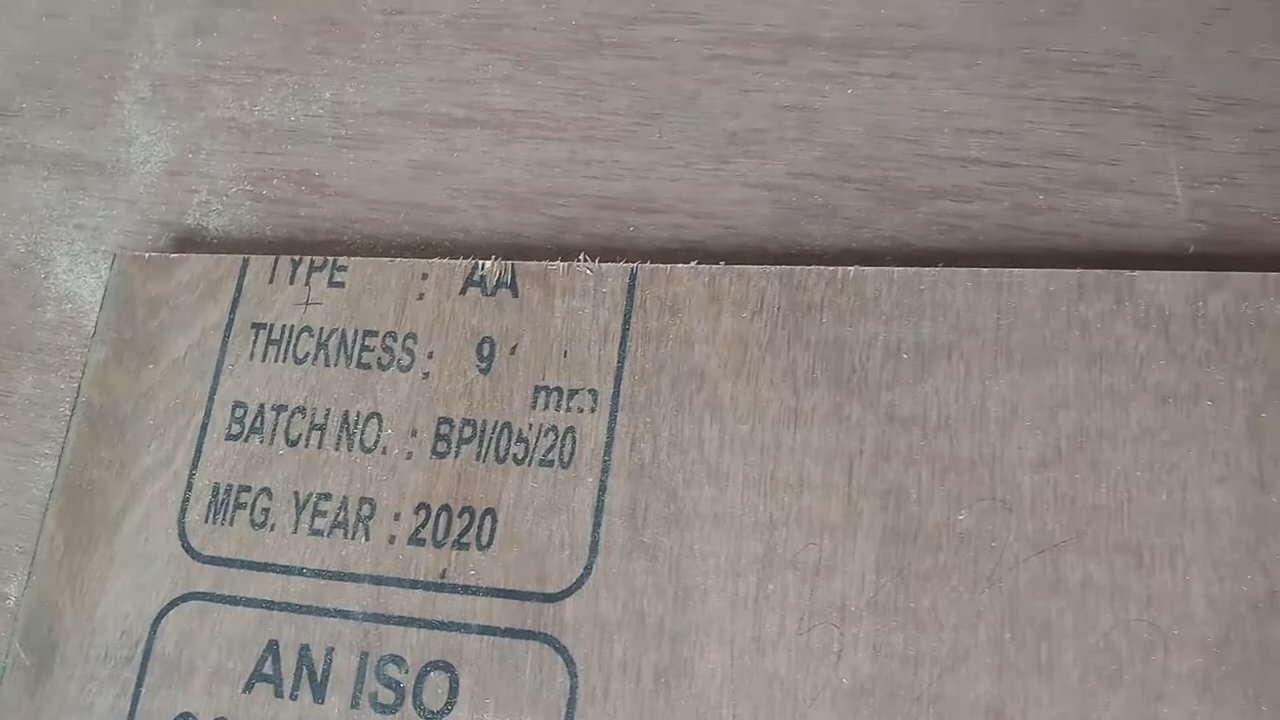 TYPE : AA
THICKNESS : 9 mm
BATCH NO. : BPI/05/20
MFG. YEAR : 2020
AN ISO